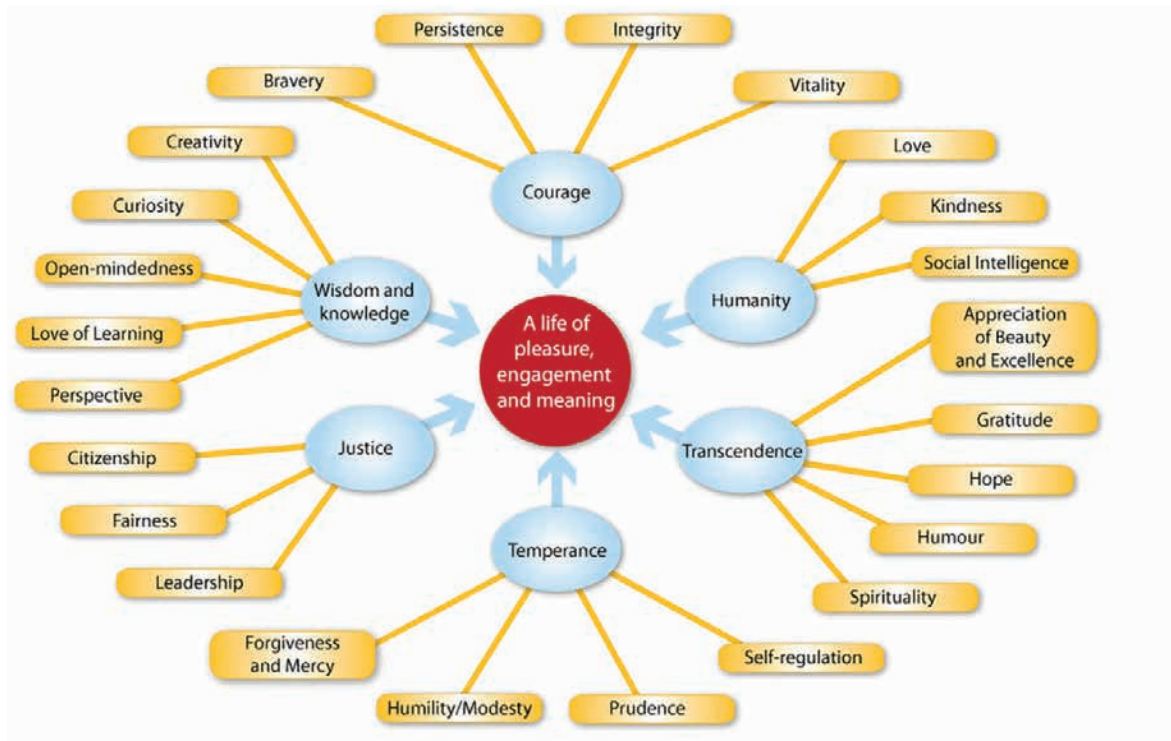 Persistence
Integrity
Bravery
Vitality
Creativity
Love
Courage
Curiosity
Kindness
Open-mindedness
Social Intelligence
Wisdom and
knowledge
Humanity
Love of Learning
Appreciation
of Beauty
and Excellence
A life of
pleasure,
engagement
and meaning
Perspective
Gratitude
Citizenship
Justice
Transcendence
Hope
Fairness
Humour
Temperance
Leadership
Spirituality
Forgiveness
and Mercy
Self-regulation
Humility/Modesty
Prudence